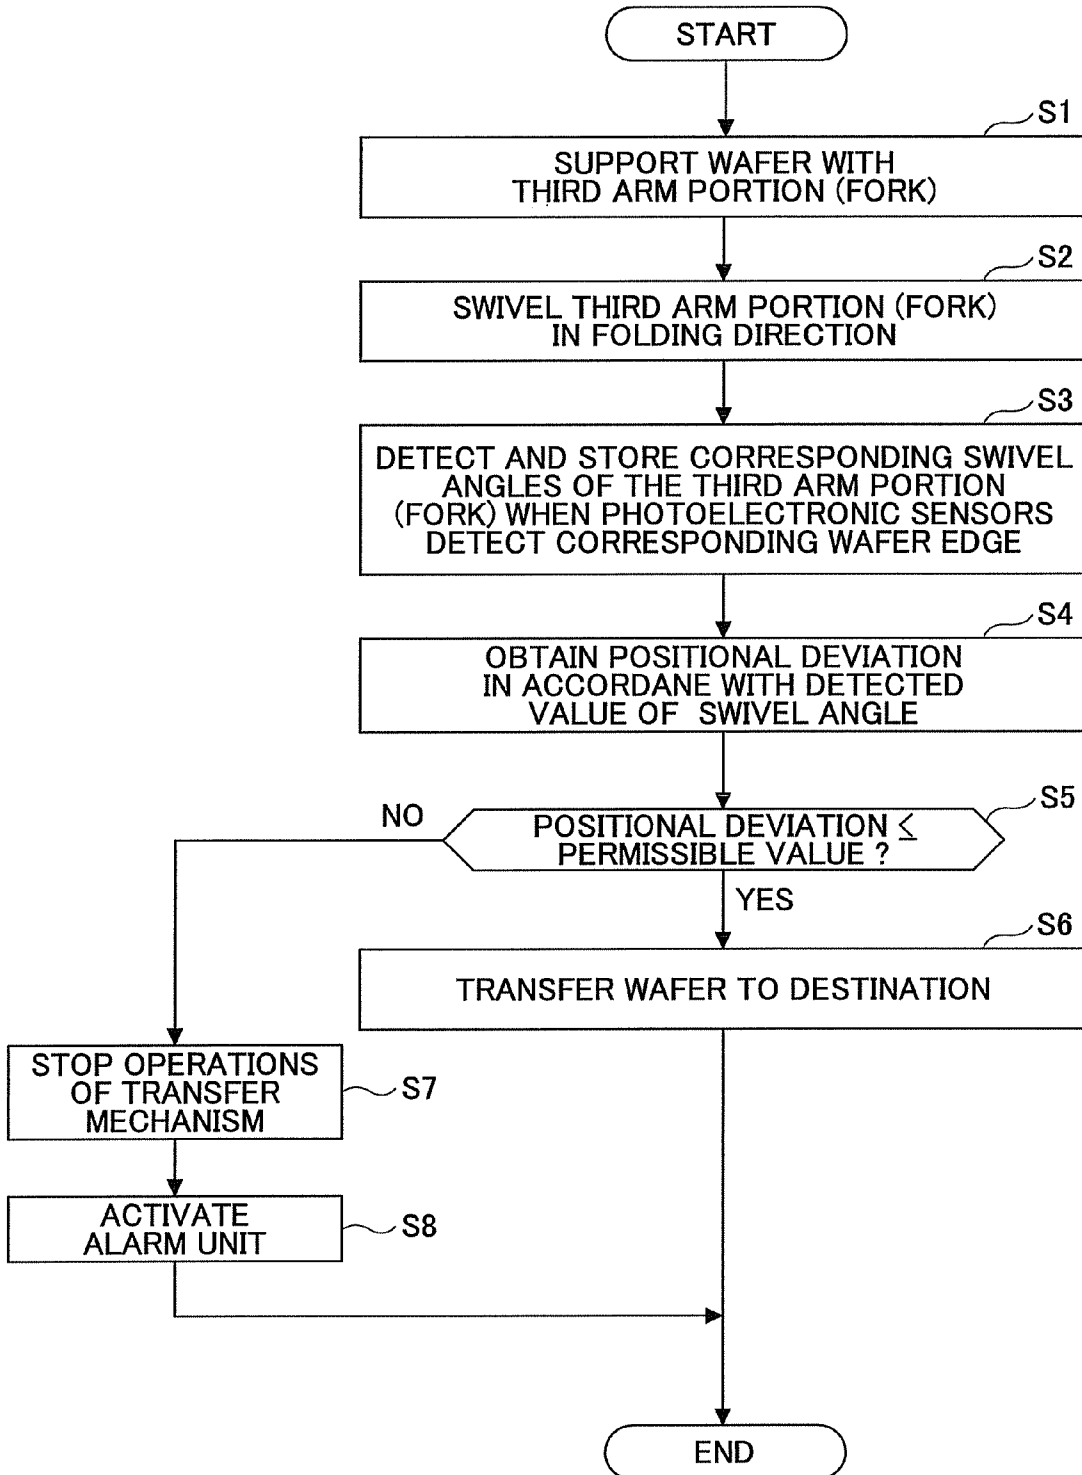 START
S1
SUPPORT WAFER WITH
THIRD ARM PORTION (FORK)
S2
SWIVEL THIRD ARM PORTION (FORK)
IN FOLDING DIRECTION
S3
DETECT AND STORE CORRESPONDING SWIVEL
ANGLES OF THE THIRD ARM PORTION
(FORK) WHEN PHOTOELECTRONIC SENSORS
DETECT CORRESPONDING WAFER EDGE
S4
OBTAIN POSITIONAL DEVIATION
IN ACCORDANE WITH DETECTED
VALUE OF SWIVEL ANGLE
S5
NO
POSITIONAL DEVIATION ≤
PERMISSIBLE VALUE ?
YES
S6
TRANSFER WAFER TO DESTINATION
STOP OPERATIONS
OF TRANSFER
MECHANISM
S7
ACTIVATE
ALARM UNIT
S8
END